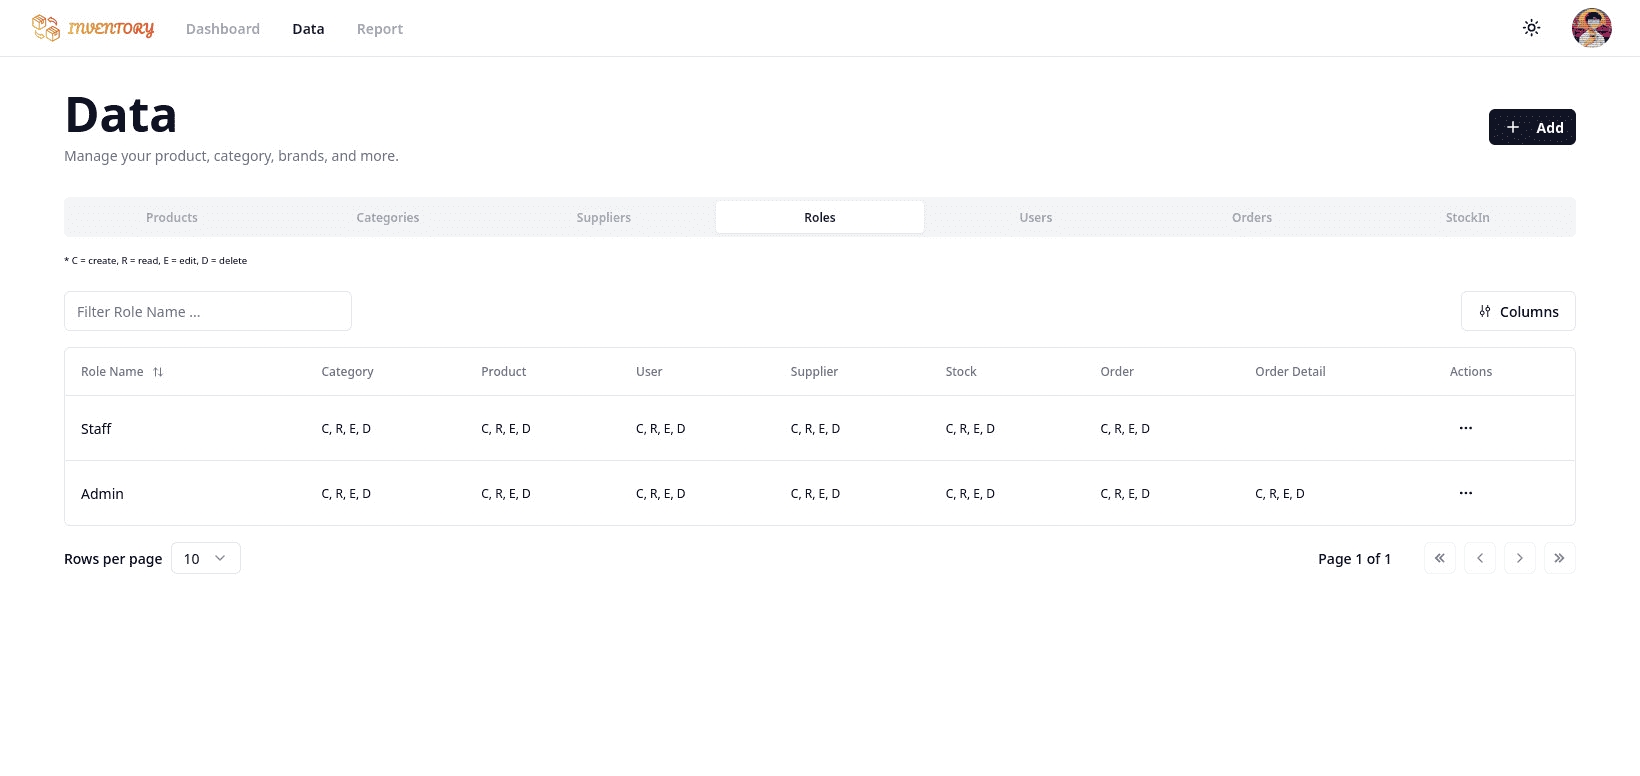 INVENTORY Dashboard Data Report
Data
Manage your product, category, brands, and more.
+ Add
Products Categories Suppliers Roles Users Orders StockIn
* C = create, R = read, E = edit, D = delete
Filter Role Name ...
Columns
Role Name Category Product User Supplier Stock Order Order Detail Actions
Staff C, R, E, D C, R, E, D C, R, E, D C, R, E, D C, R, E, D C, R, E, D ...
Admin C, R, E, D C, R, E, D C, R, E, D C, R, E, D C, R, E, D C, R, E, D C, R, E, D ...
Rows per page 10 Page 1 of 1